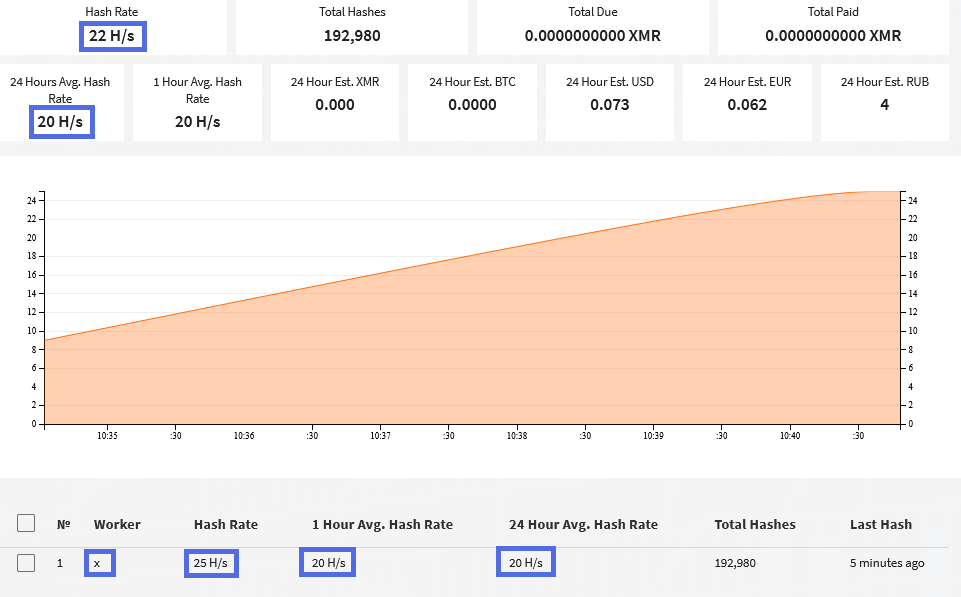 Hash Rate
22 H/s
Total Hashes
192,980
Total Due
0.0000000000 XMR
Total Paid
0.0000000000 XMR
24 Hours Avg. Hash
Rate
20 H/s
1 Hour Avg. Hash
Rate
20 H/s
24 Hour Est. XMR
0.000
24 Hour Est. BTC
0.0000
24 Hour Est. USD
0.073
24 Hour Est. EUR
0.062
24 Hour Est. RUB
4
24 24
22 22
20 20
18 18
16 16
14 14
12 12
10 10
8 8
6 6
4 4
2 2
0 0
10:35 :30 10:36 :30 10:37 :30 10:38 :30 10:39 :30 10:40 :30
№ Worker Hash Rate 1 Hour Avg. Hash Rate 24 Hour Avg. Hash Rate Total Hashes Last Hash
1 x 25 H/s 20 H/s 20 H/s 192,980 5 minutes ago